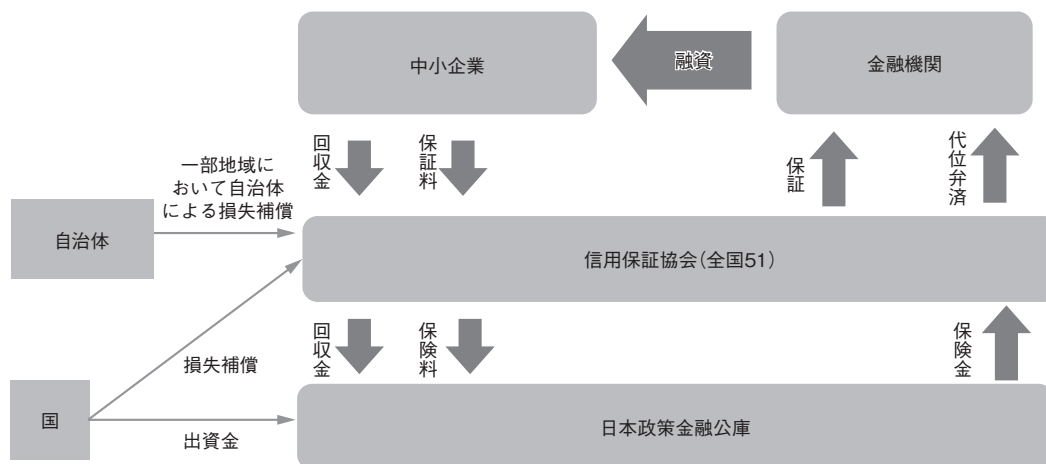 中小企業
融資
金融機関
回収金
保証料
保証
代位弁済
一部地域に
おいて自治体
による損失補償
自治体
信用保証協会（全国51）
回収金
保険料
保険金
損失補償
国
出資金
日本政策金融公庫